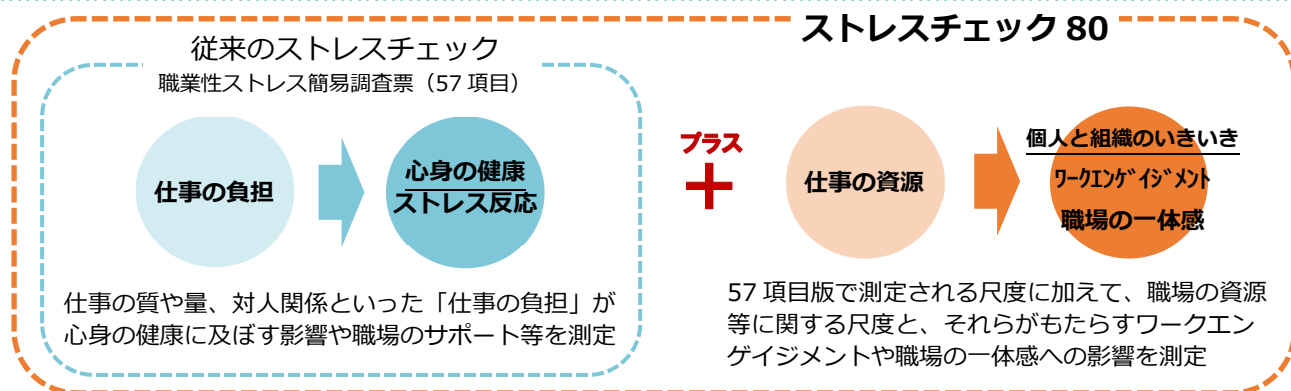 ストレスチェック 80
従来のストレスチェック
職業性ストレス簡易調査票（57 項目）
仕事の負担
心身の健康
ストレス反応
仕事の質や量、対人関係といった「仕事の負担」が
心身の健康に及ぼす影響や職場のサポート等を測定
プラス
＋
仕事の資源
個人と組織のいきいき
ﾜｰｸｴﾝｹﾞｲｼﾞﾒﾝﾄ
職場の一体感
57 項目版で測定される尺度に加えて、職場の資源
等に関する尺度と、それらがもたらすワークエン
ゲイジメントや職場の一体感への影響を測定